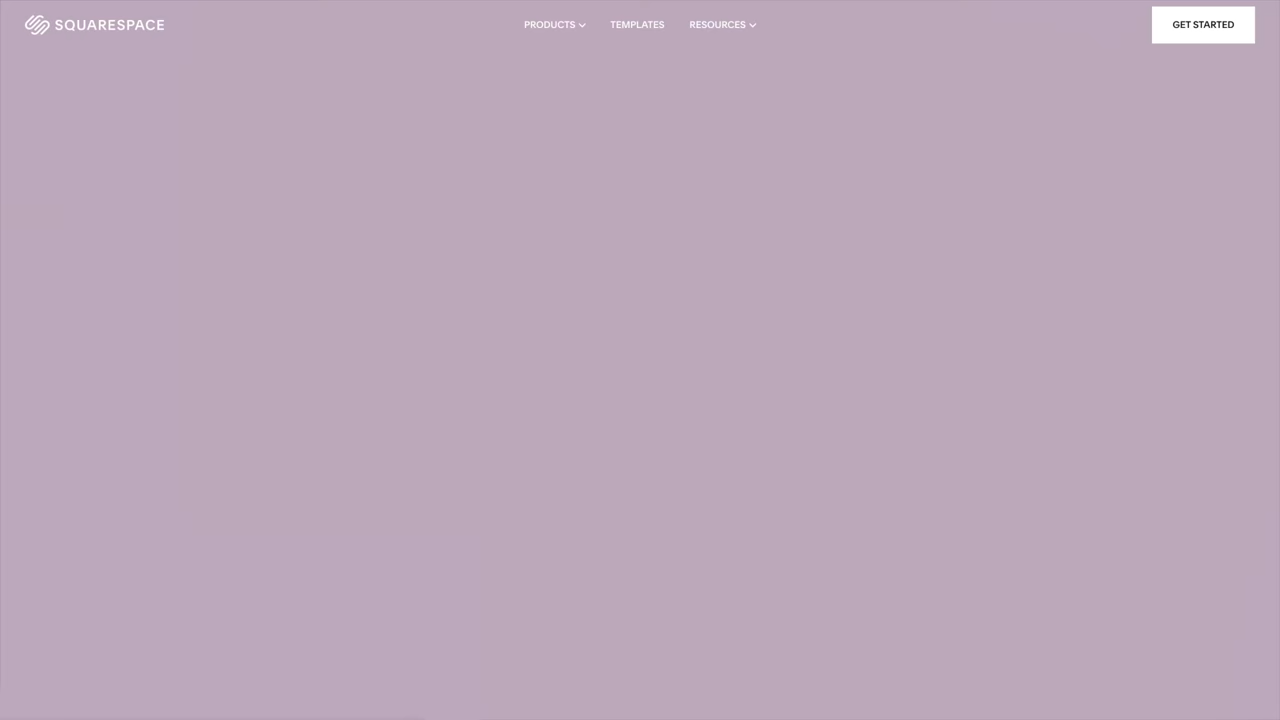 SQUARESPACE
PRODUCTS
TEMPLATES
RESOURCES
GET STARTED